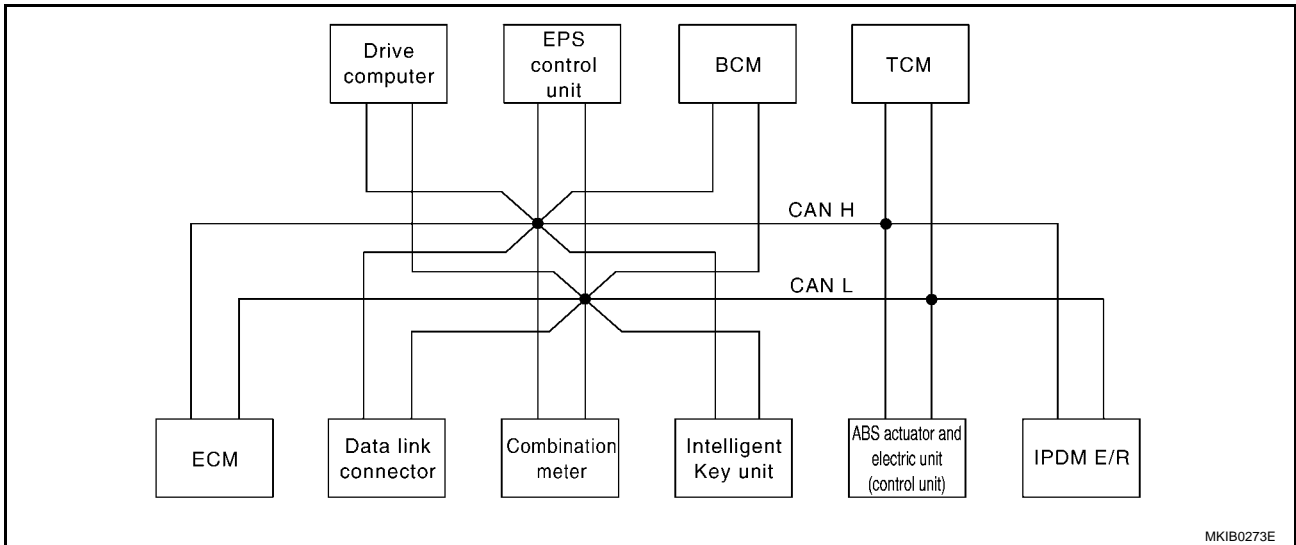 Drive
computer
EPS
control
unit
BCM
TCM
CAN H
CAN L
ECM
Data link
connector
Combination
meter
Intelligent
Key unit
ABS actuator and
electric unit
(control unit)
IPDM E/R
MKIB0273E